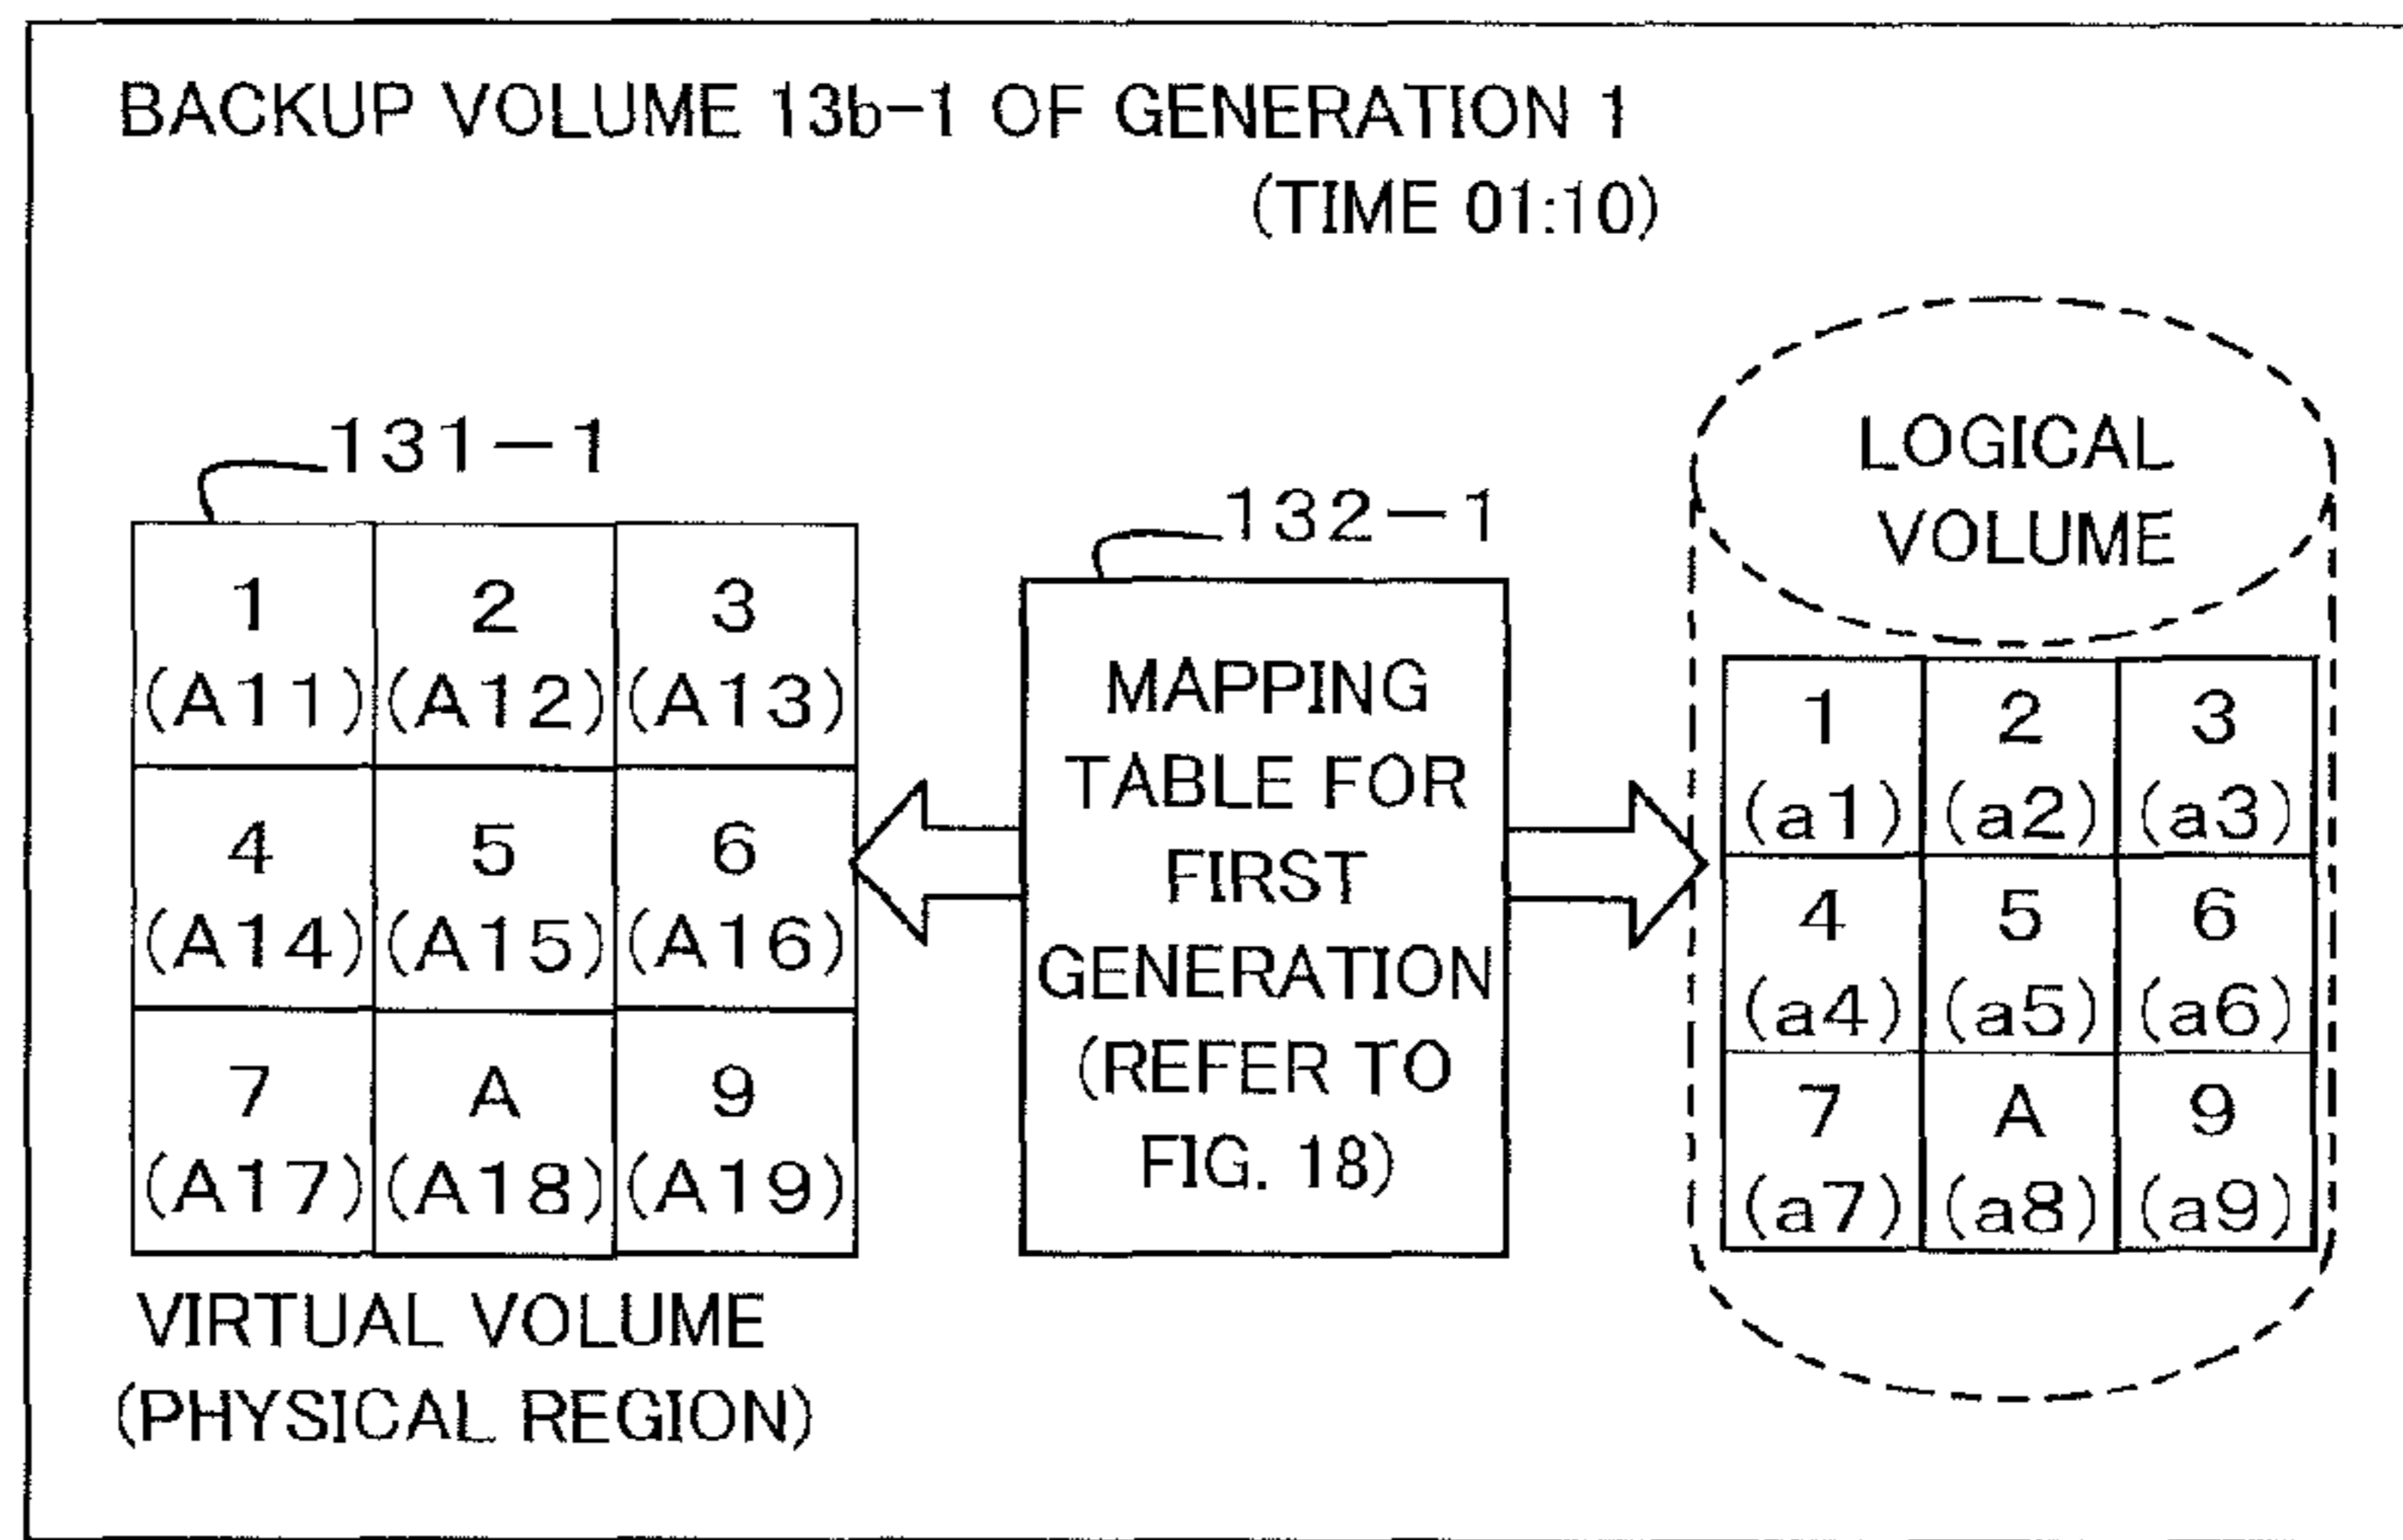 BACKUP VOLUME 13b-1 OF GENERATION 1
(TIME 01:10)
131-1
1 2 3
(A11) (A12) (A13)
4 5 6
(A14) (A15) (A16)
7 A 9
(A17) (A18) (A19)
VIRTUAL VOLUME
(PHYSICAL REGION)
132-1
MAPPING
TABLE FOR
FIRST
GENERATION
(REFER TO
FIG. 18)
LOGICAL
VOLUME
1 2 3
(a1) (a2) (a3)
4 5 6
(a4) (a5) (a6)
7 A 9
(a7) (a8) (a9)